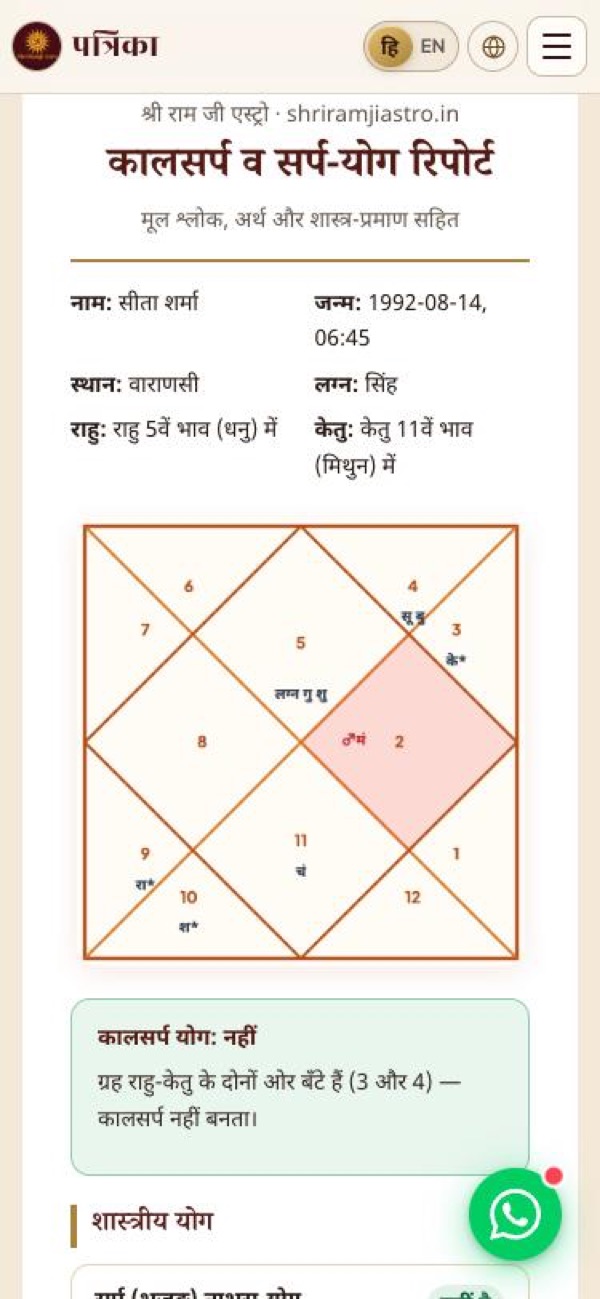 पत्रिका
हि EN
श्री राम जी एस्ट्रो · shriramjiastro.in
कालसर्प व सर्प-योग रिपोर्ट
मूल श्लोक, अर्थ और शास्त्र-प्रमाण सहित
नाम: सीता शर्मा
जन्म: 1992-08-14,
06:45
स्थान: वाराणसी
लग्न: सिंह
राहु: राहु 5वें भाव (धनु) में
केतु: केतु 11वें भाव
(मिथुन) में
6
4
सू बु
7
5
3
के*
लग्न गु शु
8
♂मं 2
11
9
1
चं
रा*
10
12
श*
कालसर्प योग: नहीं
ग्रह राहु-केतु के दोनों ओर बँटे हैं (3 और 4) —
कालसर्प नहीं बनता।
शास्त्रीय योग